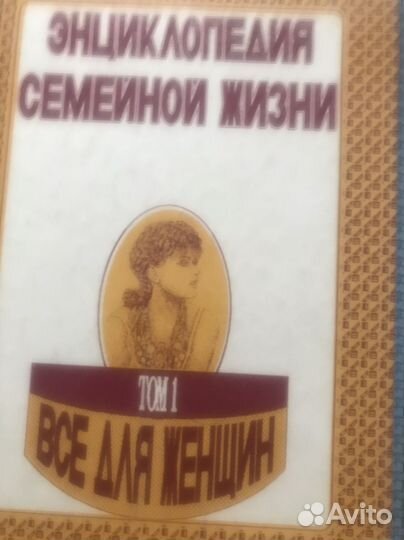 ЭНЦИКЛОПЕДИЯ
СЕМЕЙНОЙ ЖИЗНИ
ТОМ 1
ВСЕ ДЛЯ ЖЕНЩИН
Avito